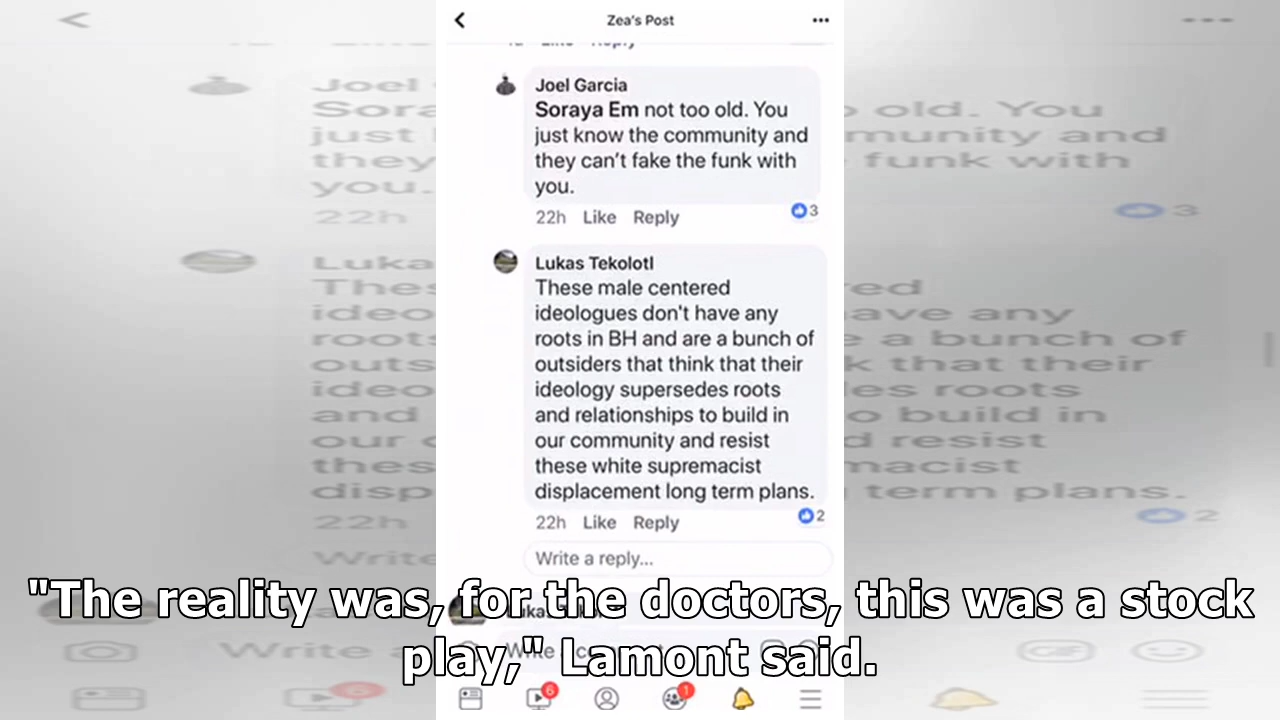 Zea's Post
Reply
Joel Garcia
Soraya Em not too old. You
just know the community and
they can't fake the funk with
you.
22h Like Reply
3
Lukas Tekolotl
These male centered
ideologues don't have any
roots in BH and are a bunch of
outsiders that think that their
ideology supersedes roots
and relationships to build in
our community and resist
these white supremacist
displacement long term plans.
22h Like Reply
2
Write a reply...
"The reality was, for the doctors, this was a stock
play," Lamont said.
Write
6
1